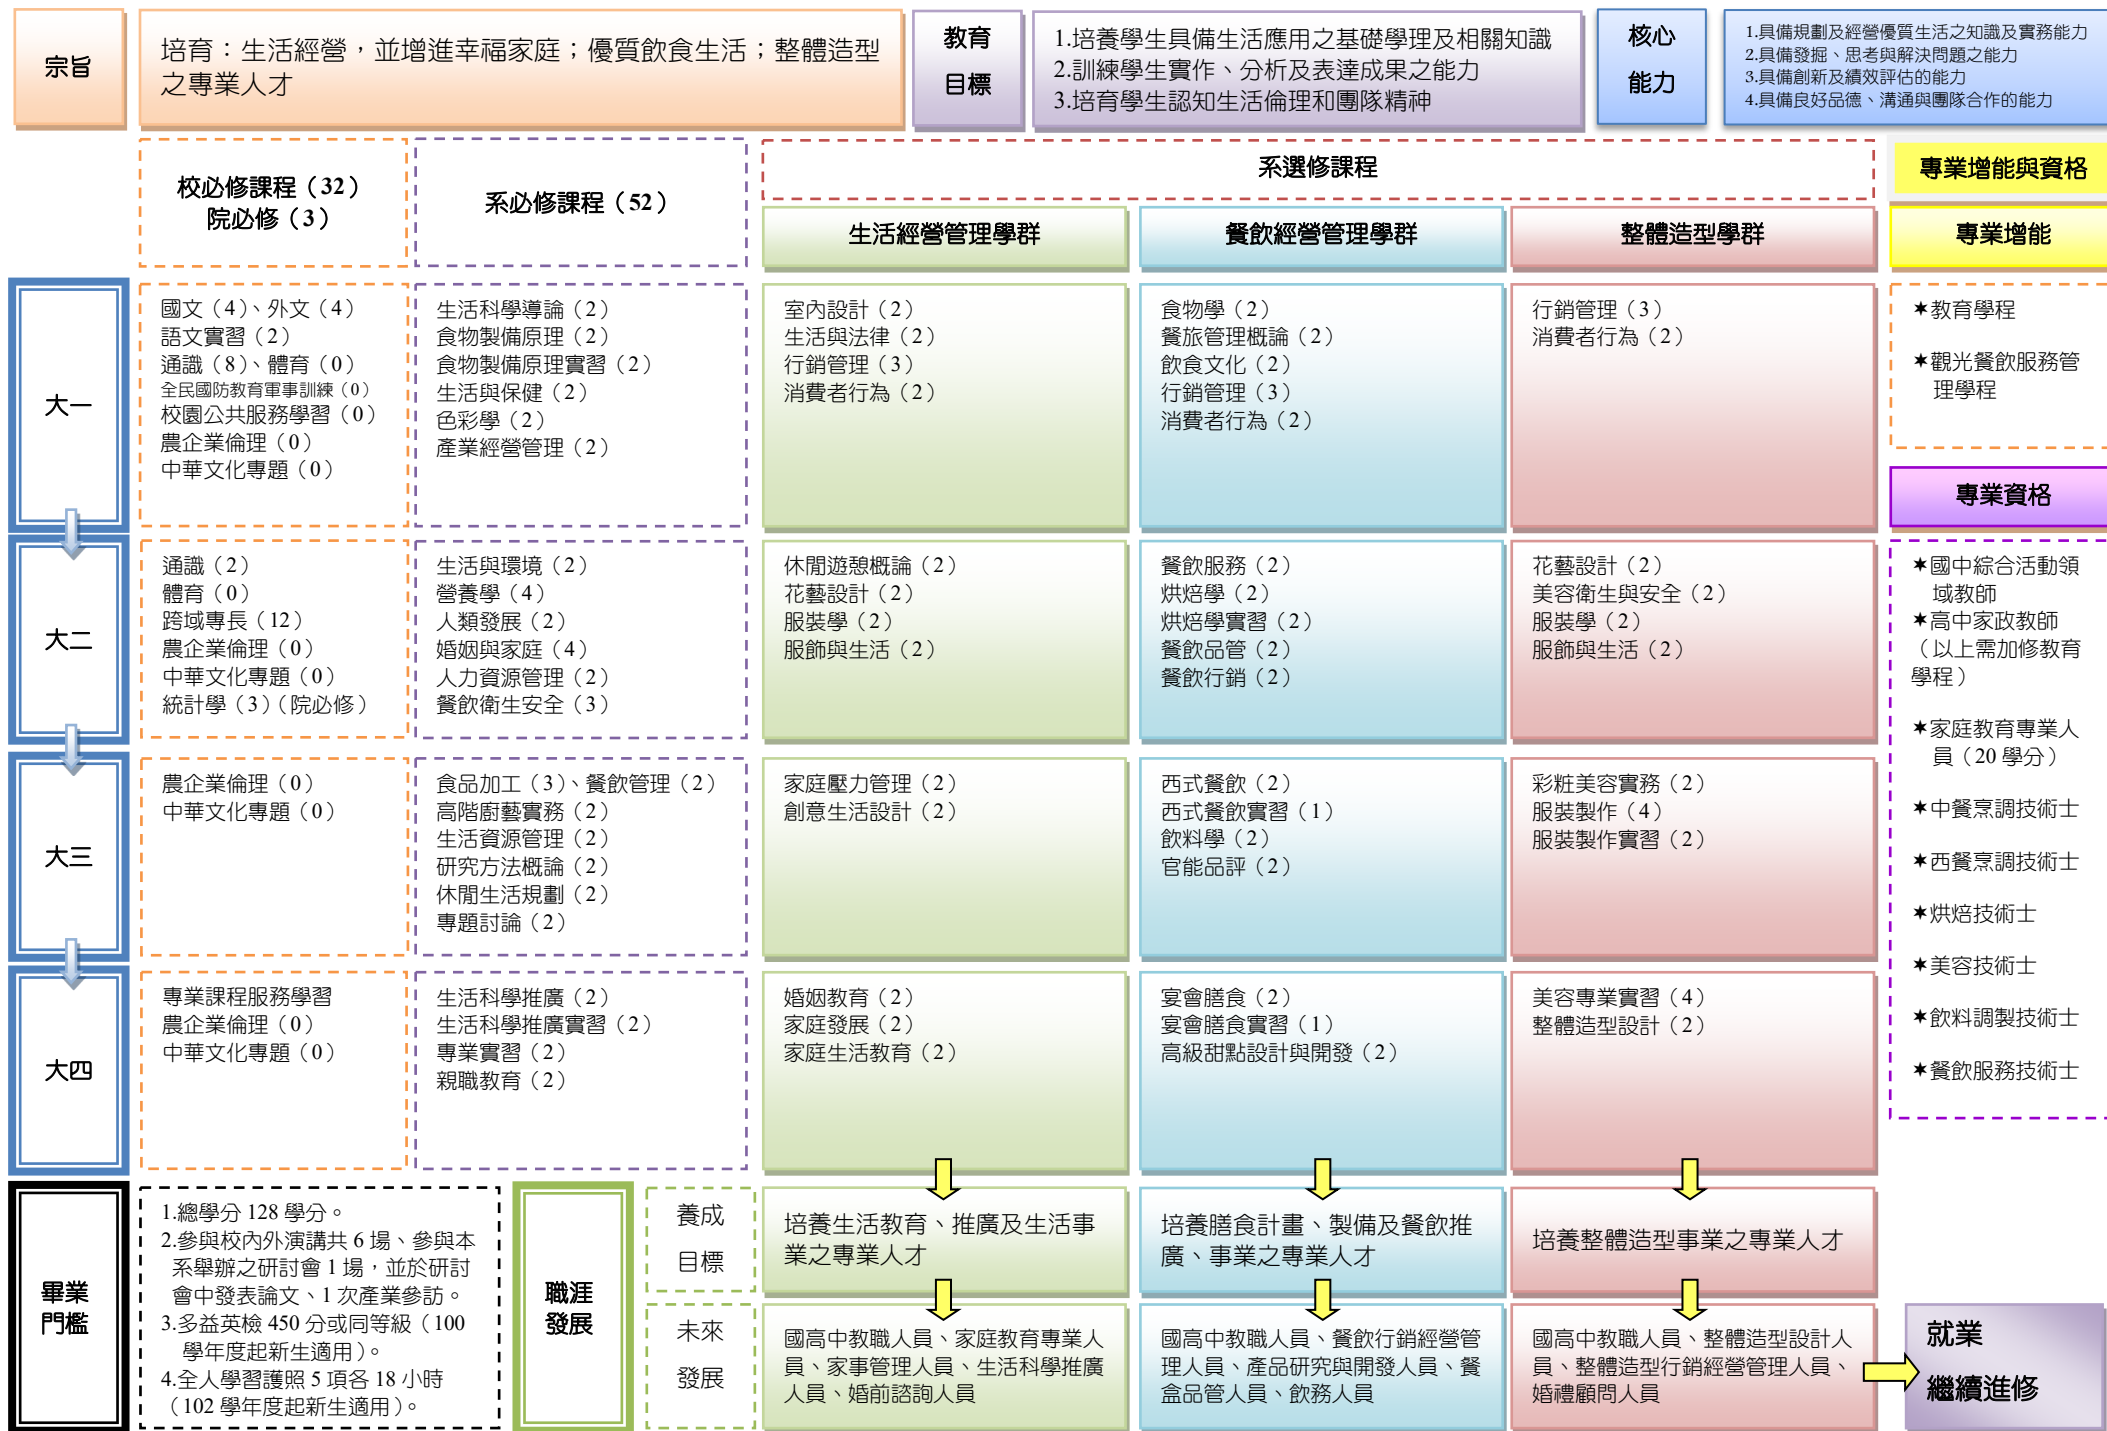 宗旨
培育：生活經營，並增進幸福家庭；優質飲食生活；整體造型
之專業人才
教育
目標
1.培養學生具備生活應用之基礎學理及相關知識
2.訓練學生實作、分析及表達成果之能力
3.培育學生認知生活倫理和團隊精神
核心
能力
1.具備規劃及經營優質生活之知識及實務能力
2.具備發掘、思考與解決問題之能力
3.具備創新及績效評估的能力
4.具備良好品德、溝通與團隊合作的能力
校必修課程（32）
院必修（3）
系必修課程（52）
系選修課程
生活經營管理學群
餐飲經營管理學群
整體造型學群
專業增能與資格
專業增能
大一
國文（4）、外文（4）
語文實習（2）
通識（8）、體育（0）
全民國防教育軍事訓練（0）
校園公共服務學習（0）
農企業倫理（0）
中華文化專題（0）
生活科學導論（2）
食物製備原理（2）
食物製備原理實習（2）
生活與保健（2）
色彩學（2）
產業經營管理（2）
室內設計（2）
生活與法律（2）
行銷管理（3）
消費者行為（2）
食物學（2）
餐旅管理概論（2）
飲食文化（2）
行銷管理（3）
消費者行為（2）
行銷管理（3）
消費者行為（2）
★教育學程
★觀光餐飲服務管
理學程
專業資格
大二
通識（2）
體育（0）
跨域專長（12）
農企業倫理（0）
中華文化專題（0）
統計學（3）（院必修）
生活與環境（2）
營養學（4）
人類發展（2）
婚姻與家庭（4）
人力資源管理（2）
餐飲衛生安全（3）
休閒遊憩概論（2）
花藝設計（2）
服裝學（2）
服飾與生活（2）
餐飲服務（2）
烘焙學（2）
烘焙學實習（2）
餐飲品管（2）
餐飲行銷（2）
花藝設計（2）
美容衛生與安全（2）
服裝學（2）
服飾與生活（2）
★國中綜合活動領
域教師
★高中家政教師
（以上需加修教育
學程）
★家庭教育專業人
員（20 學分）
★中餐烹調技術士
★西餐烹調技術士
★烘焙技術士
★美容技術士
★飲料調製技術士
★餐飲服務技術士
大三
農企業倫理（0）
中華文化專題（0）
食品加工（3）、餐飲管理（2）
高階廚藝實務（2）
生活資源管理（2）
研究方法概論（2）
休閒生活規劃（2）
專題討論（2）
家庭壓力管理（2）
創意生活設計（2）
西式餐飲（2）
西式餐飲實習（1）
飲料學（2）
官能品評（2）
彩粧美容實務（2）
服裝製作（4）
服裝製作實習（2）
大四
專業課程服務學習
農企業倫理（0）
中華文化專題（0）
生活科學推廣（2）
生活科學推廣實習（2）
專業實習（2）
親職教育（2）
婚姻教育（2）
家庭發展（2）
家庭生活教育（2）
宴會膳食（2）
宴會膳食實習（1）
高級甜點設計與開發（2）
美容專業實習（4）
整體造型設計（2）
畢業
門檻
1.總學分 128 學分。
2.參與校內外演講共 6 場、參與本
系舉辦之研討會 1 場，並於研討
會中發表論文、1 次產業參訪。
3.多益英檢 450 分或同等級（100
學年度起新生適用）。
4.全人學習護照 5 項各 18 小時
（102 學年度起新生適用）。
職涯
發展
養成
目標
培養生活教育、推廣及生活事
業之專業人才
培養膳食計畫、製備及餐飲推
廣、事業之專業人才
培養整體造型事業之專業人才
未來
發展
國高中教職人員、家庭教育專業人
員、家事管理人員、生活科學推廣
人員、婚前諮詢人員
國高中教職人員、餐飲行銷經營管
理人員、產品研究與開發人員、餐
盒品管人員、飲務人員
國高中教職人員、整體造型設計人
員、整體造型行銷經營管理人員、
婚禮顧問人員
就業
繼續進修